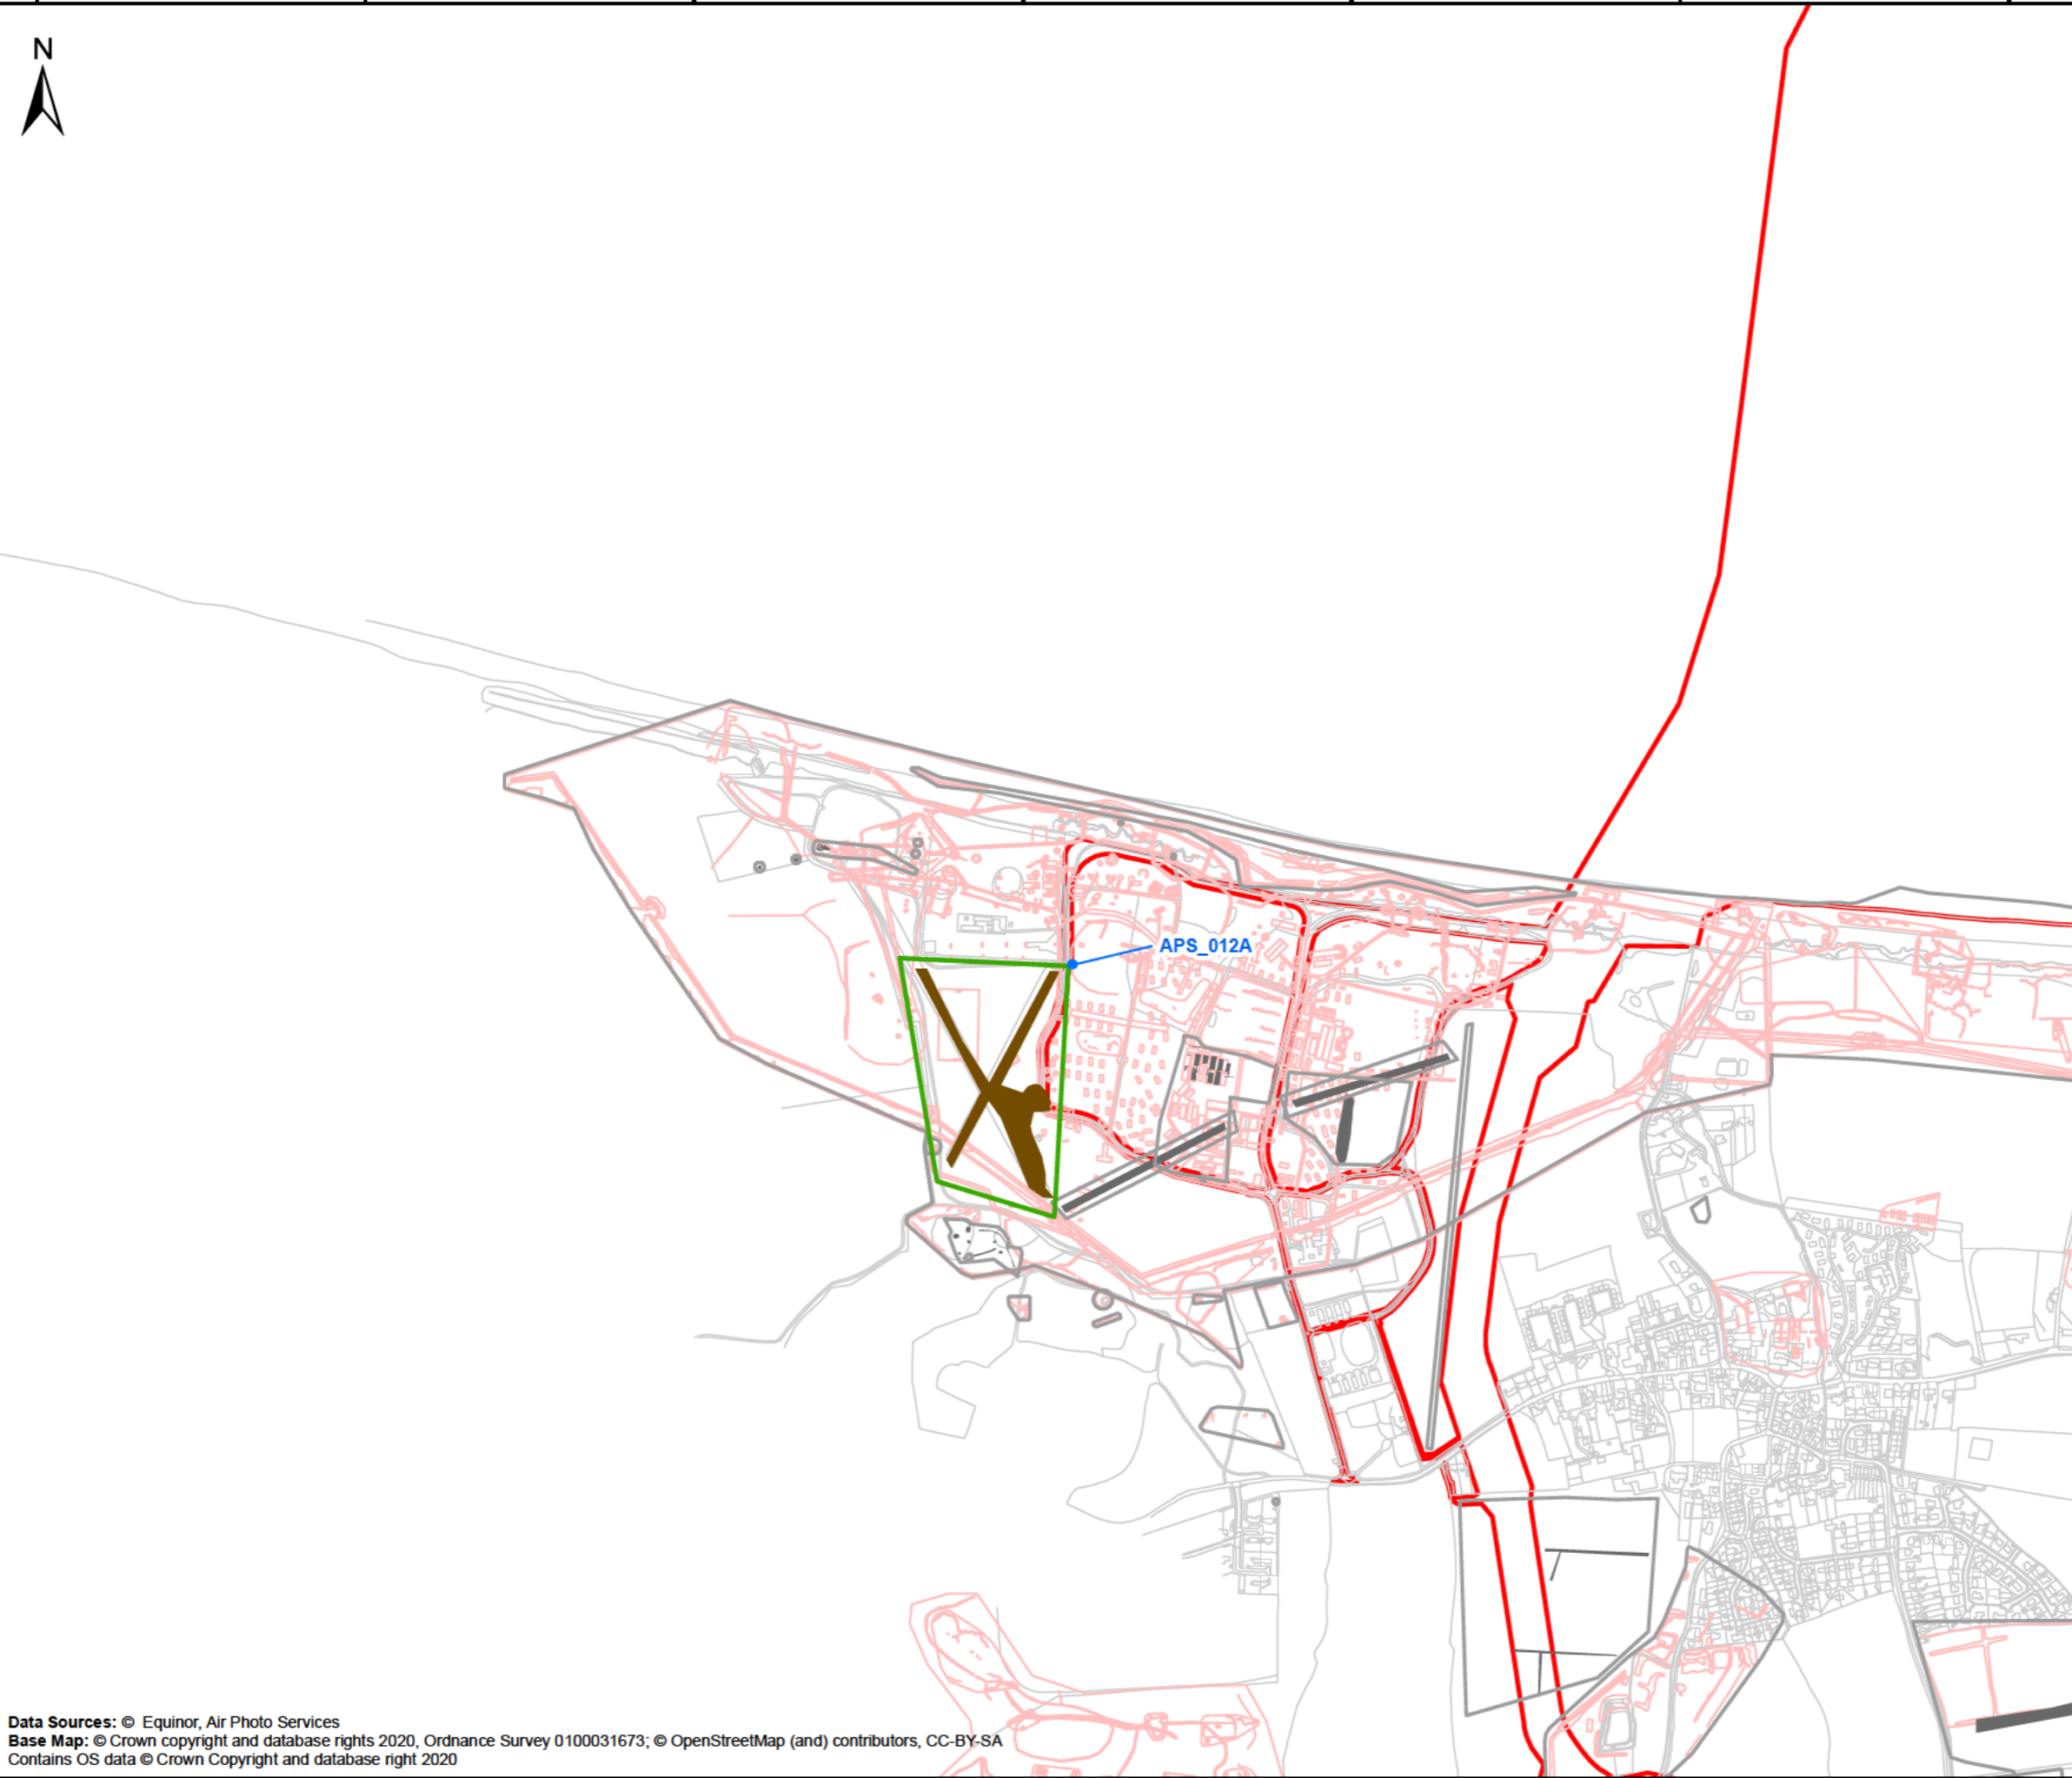 N
APS_012A
Data Sources: © Equinor, Air Photo Services
Base Map: © Crown copyright and database rights 2020, Ordnance Survey 0100031673; © OpenStreetMap (and) contributors, CC-BY-SA
Contains OS data © Crown Copyright and database right 2020